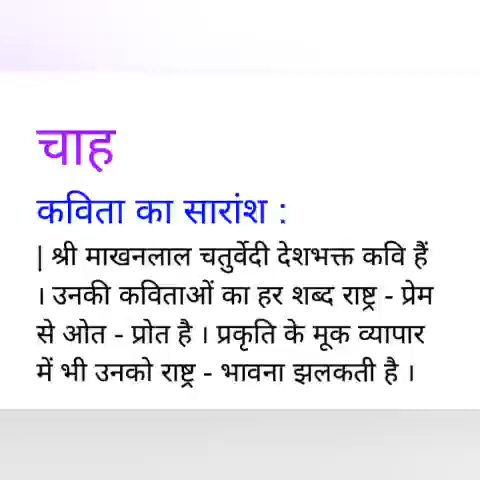 चाह
कविता का सारांश :
| श्री माखनलाल चतुर्वेदी देशभक्त कवि हैं
। उनकी कविताओं का हर शब्द राष्ट्र - प्रेम
से ओत - प्रोत है । प्रकृति के मूक व्यापार
में भी उनको राष्ट्र - भावना झलकती है ।